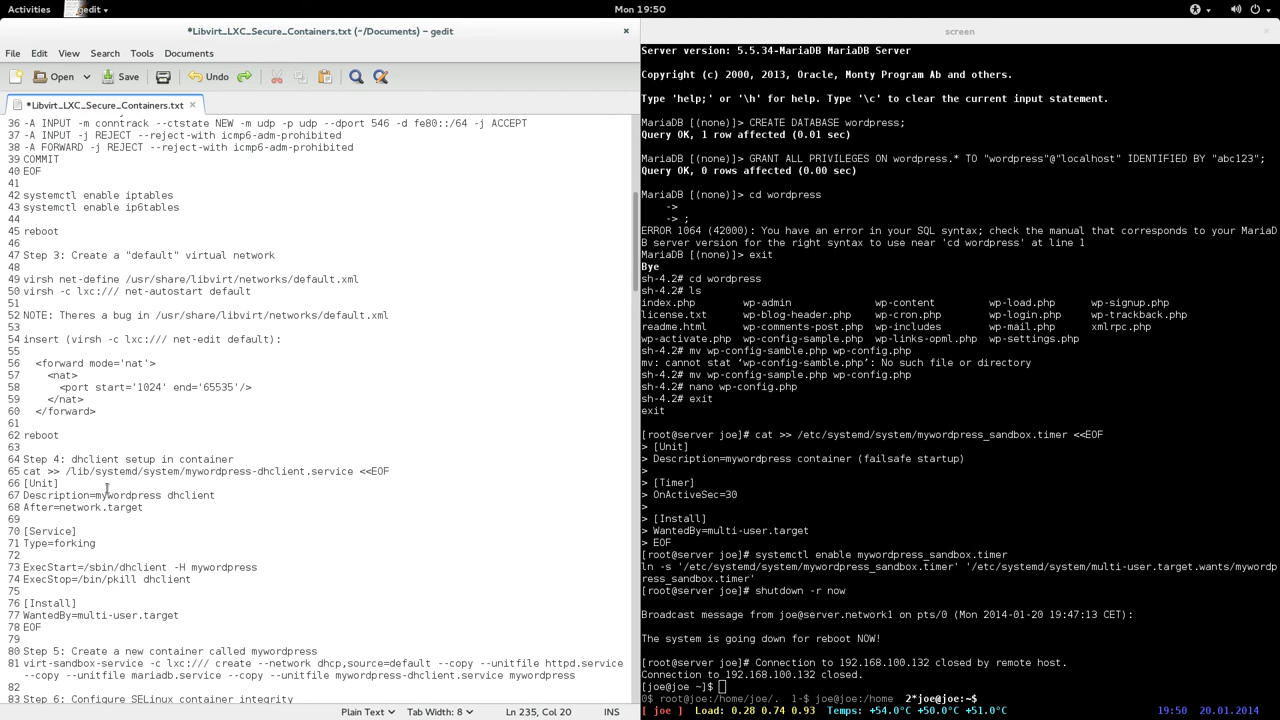 Activities
gedit
Mon 19:50
*Libvirt_LXC_Secure_Containers.txt (~/Documents) – gedit
File Edit View Search Tools Documents
Open Save Undo
*Libvirt_LXC_Secure_Containers.txt
36 -A INPUT -m conntrack --ctstate NEW -m udp -p udp --dport 546 -d fe80::/64 -j ACCEPT
37 -A INPUT -j REJECT --reject-with icmp6-adm-prohibited
38 -A FORWARD -j REJECT --reject-with icmp6-adm-prohibited
39 COMMIT
40 EOF
41
42 systemctl enable iptables
43 systemctl enable ip6tables
44
45 reboot
46
47 Step 3: Create a "default" virtual network
48
49 virsh net-define /usr/share/libvirt/networks/default.xml
50 virsh -c lxc:/// net-autostart default
51
52 NOTE: Theres a bug in /usr/share/libvirt/networks/default.xml
53
54 insert (virsh -c lxc:/// net-edit default):
55
56 <forward mode='nat'>
57 <nat>
58 <port start='1024' end='65535'/>
59 </nat>
60 </forward>
61
62 reboot
63
64 Step 4: dhclient setup in container
65 cat >> /lib/systemd/system/mywordpress-dhclient.service <<EOF
66 [Unit]
67 Description=mywordpress dhclient
68 After=network.target
69
70 [Service]
71 Type=forking
72
73 ExecStart=/sbin/dhclient -H mywordpress
74 ExecStop=/bin/pkill dhclient
75
76 [Install]
77 WantedBy=multi-user.target
78 EOF
79
80 Step 5: Create a new container called mywordpress
81 virt-sandbox-service -c lxc:/// create --network dhcp,source=default --copy --unitfile httpd.service
--copy --unitfile mariadb.service --copy --unitfile mywordpress-dhclient.service mywordpress
82
Plain Text Tab Width: 8 Ln 235, Col 20 INS
screen
Server version: 5.5.34-MariaDB MariaDB Server
Copyright (c) 2000, 2013, Oracle, Monty Program Ab and others.
Type 'help;' or '\h' for help. Type '\c' to clear the current input statement.
MariaDB [(none)]> CREATE DATABASE wordpress;
Query OK, 1 row affected (0.01 sec)
MariaDB [(none)]> GRANT ALL PRIVILEGES ON wordpress.* TO "wordpress"@"localhost" IDENTIFIED BY "abc123";
Query OK, 0 rows affected (0.00 sec)
MariaDB [(none)]> cd wordpress
->
-> ;
ERROR 1064 (42000): You have an error in your SQL syntax; check the manual that corresponds to your MariaD
B server version for the right syntax to use near 'cd wordpress' at line 1
MariaDB [(none)]> exit
Bye
sh-4.2# cd wordpress
sh-4.2# ls
index.php wp-admin wp-content wp-load.php wp-signup.php
license.txt wp-blog-header.php wp-cron.php wp-login.php wp-trackback.php
readme.html wp-comments-post.php wp-includes wp-mail.php xmlrpc.php
wp-activate.php wp-config-sample.php wp-links-opml.php wp-settings.php
sh-4.2# mv wp-config-samble.php wp-config.php
mv: cannot stat ‘wp-config-samble.php’: No such file or directory
sh-4.2# mv wp-config-sample.php wp-config.php
sh-4.2# nano wp-config.php
sh-4.2# exit
exit
[root@server joe]# cat >> /etc/systemd/system/mywordpress_sandbox.timer <<EOF
> [Unit]
> Description=mywordpress container (failsafe startup)
>
> [Timer]
> OnActiveSec=30
>
> [Install]
> WantedBy=multi-user.target
> EOF
[root@server joe]# systemctl enable mywordpress_sandbox.timer
ln -s '/etc/systemd/system/mywordpress_sandbox.timer' '/etc/systemd/system/multi-user.target.wants/mywordp
ress_sandbox.timer'
[root@server joe]# shutdown -r now
Broadcast message from joe@server.network1 on pts/0 (Mon 2014-01-20 19:47:13 CET):
The system is going down for reboot NOW!
[root@server joe]# Connection to 192.168.100.132 closed by remote host.
Connection to 192.168.100.132 closed.
[joe@joe ~]$
0$ root@joe:/home/joe/. 1-$ joe@joe:/home 2*$ joe@joe:~$
[ joe ] Load: 0.28 0.74 0.93 Temps: +54.0°C +50.0°C +51.0°C 19:50 20.01.2014